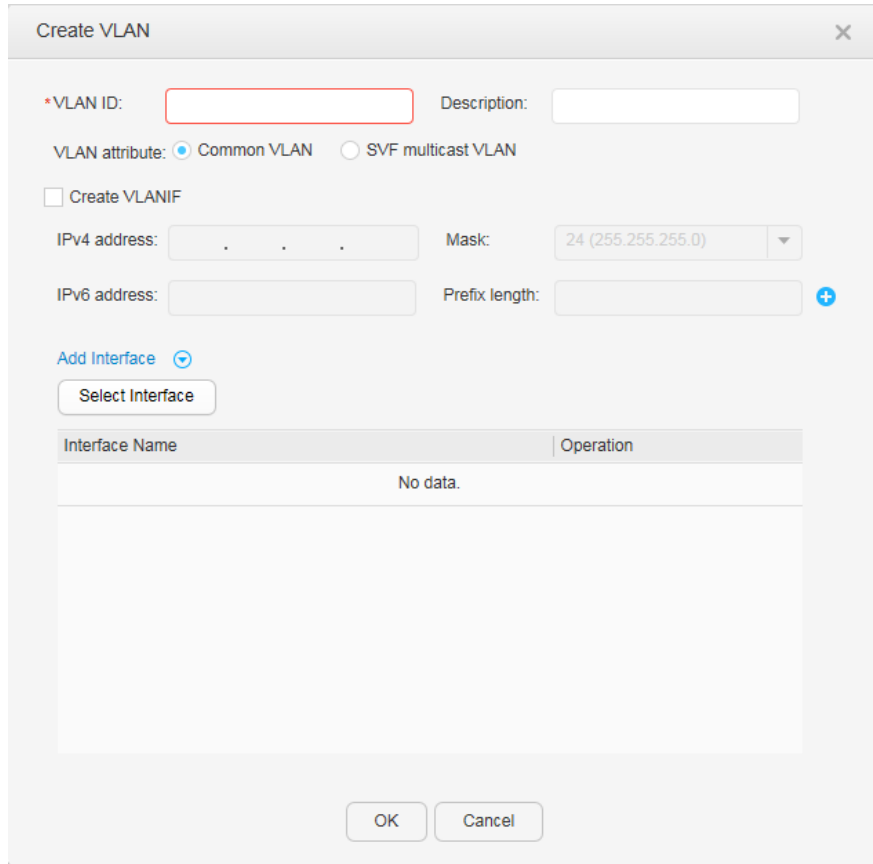 Create VLAN
*VLAN ID: Description:
VLAN attribute: Common VLAN SVF multicast VLAN
Create VLANIF
IPv4 address: . . . Mask: 24 (255.255.255.0)
IPv6 address: Prefix length:
Add Interface
Select Interface
Interface Name Operation
No data.
OK Cancel